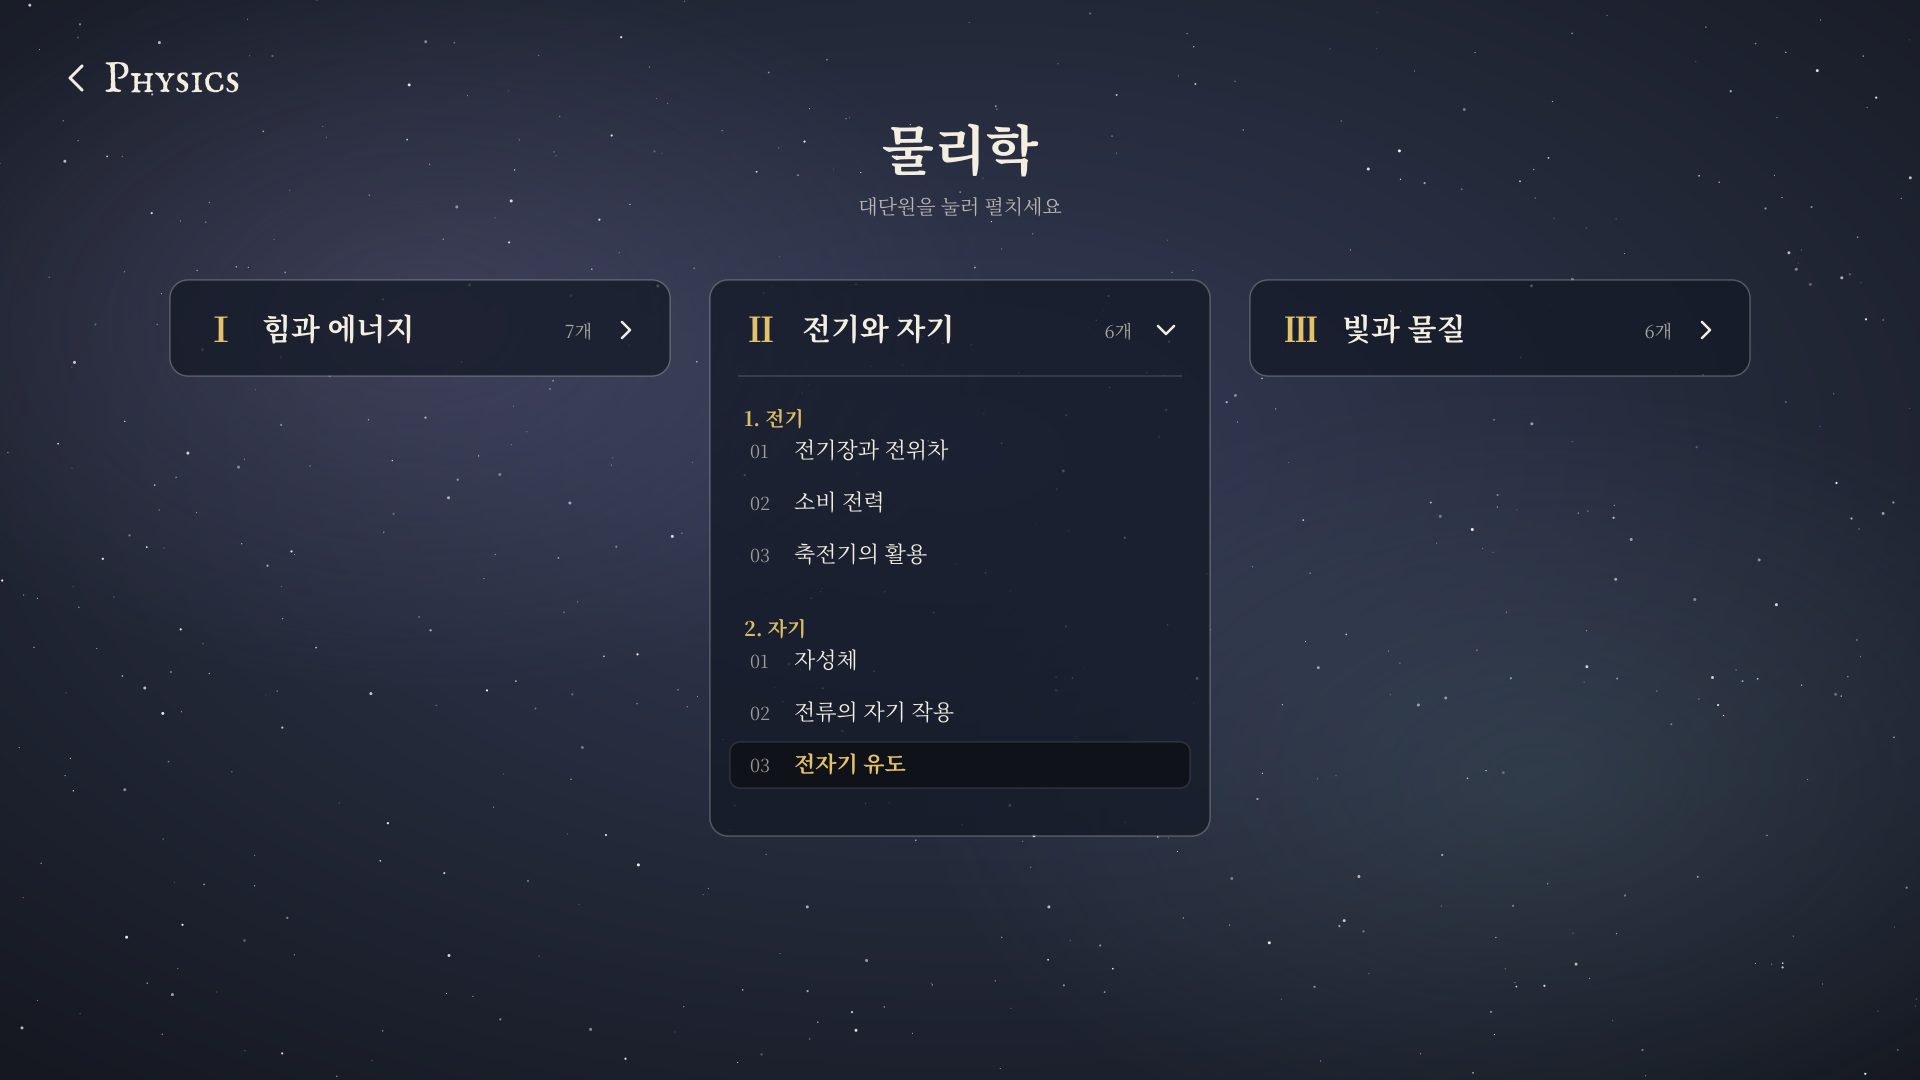 Physics
물리학
대단원을 눌러 펼치세요
I 힘과 에너지 7개
II 전기와 자기 6개
1. 전기
01 전기장과 전위차
02 소비 전력
03 축전기의 활용
2. 자기
01 자성체
02 전류의 자기 작용
03 전자기 유도
III 빛과 물질 6개